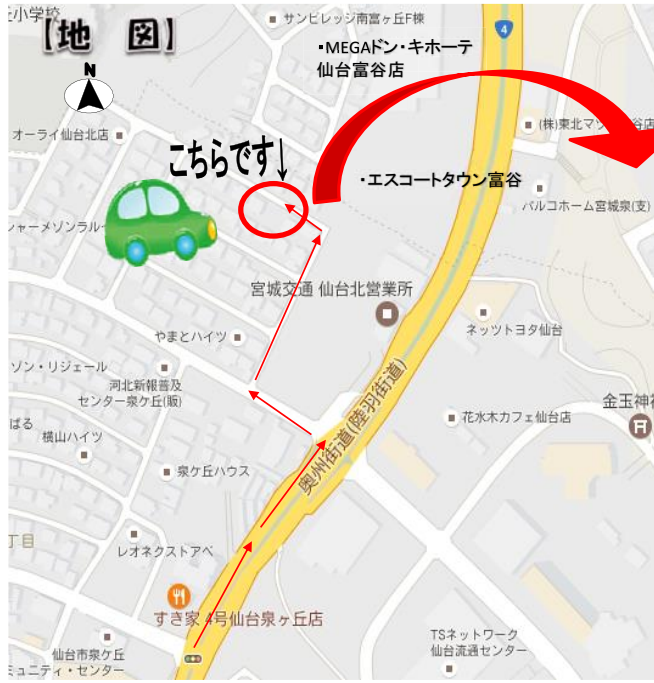 丘小学校
【地 図】
サンビレッジ南富ヶ丘F棟
4
・MEGAドン・キホーテ
仙台富谷店
N
オーライ仙台北店
(株)東北マツ
谷店
こちらです↓
・エスコートタウン富谷
シャーメゾンラル
パルコホーム宮城泉(支)
宮城交通 仙台北営業所
ネッツトヨタ仙台
やまとハイツ
ゾン・リジェール
河北新報普及
センター泉ケ丘(販)
奥州街道(陸羽街道)
花水木カフェ仙台店
金玉神社
ばる
横山ハイツ
泉ケ丘ハウス
丁目
レオネクストアベ
すき家 4号仙台泉ヶ丘店
仙台市泉ケ丘
ミュニティ・センター
TSネットワーク
仙台流通センター